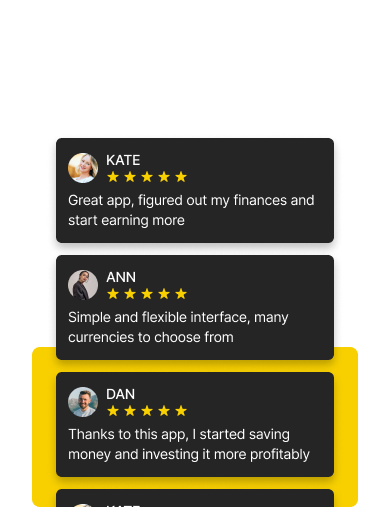 KATE
Great app, figured out my finances and
start earning more
ANN
Simple and flexible interface, many
currencies to choose from
DAN
Thanks to this app, I started saving
money and investing it more profitably